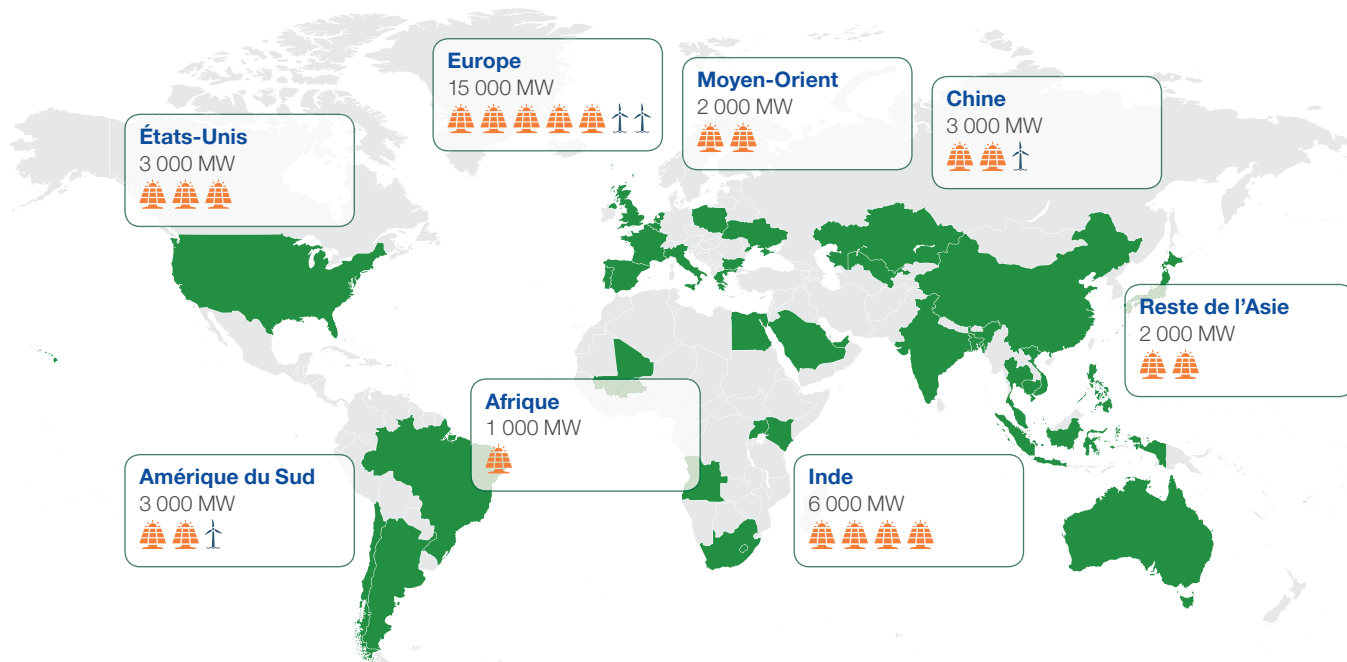 Europe
15 000 MW
Moyen-Orient
2 000 MW
Chine
3 000 MW
États-Unis
3 000 MW
Reste de l’Asie
2 000 MW
Afrique
1 000 MW
Amérique du Sud
3 000 MW
Inde
6 000 MW